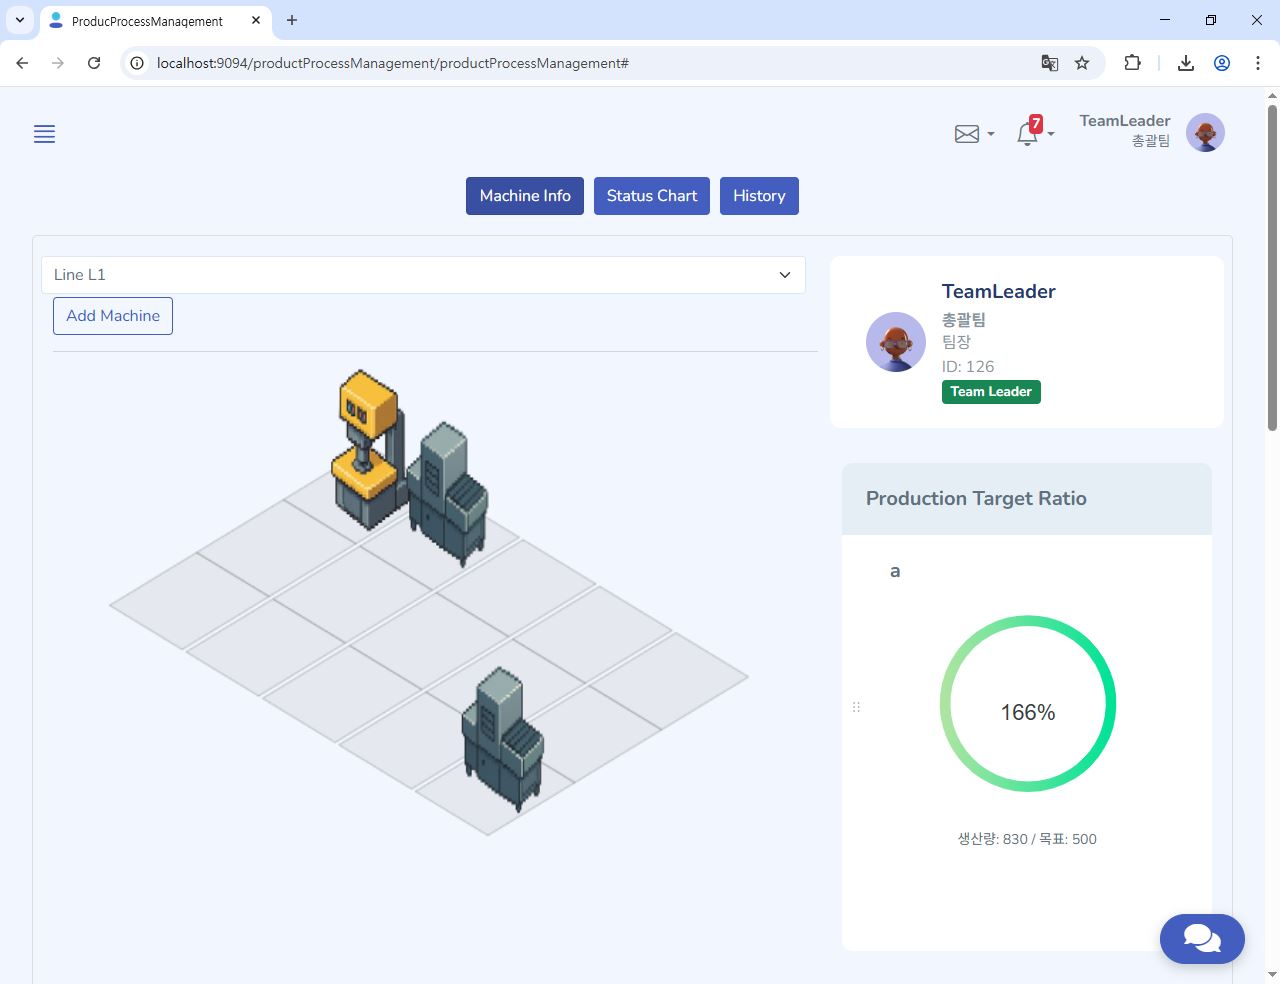 ProducProcessManagement
localhost:9094/productProcessManagement/productProcessManagement#
7
TeamLeader
총괄팀
Machine Info
Status Chart
History
Line L1
Add Machine
TeamLeader
총괄팀
팀장
ID: 126
Team Leader
Production Target Ratio
a
166%
생산량: 830 / 목표: 500